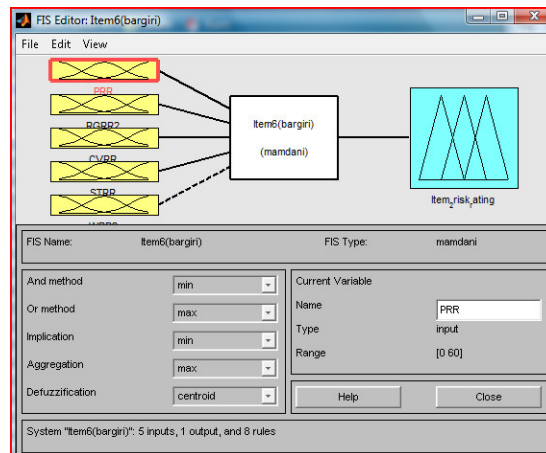 FIS Editor: Item6(bargiri)
File Edit View
PRR
RGRR2
CVRR
STRR
Item6(bargiri)
(mamdani)
Item_2risk_rating
FIS Name: Item6(bargiri) FIS Type: mamdani
And method min
Or method max
Implication min
Aggregation max
Defuzzification centroid
Current Variable
Name PRR
Type input
Range [0 60]
Help Close
System "Item6(bargiri)": 5 inputs, 1 output, and 8 rules